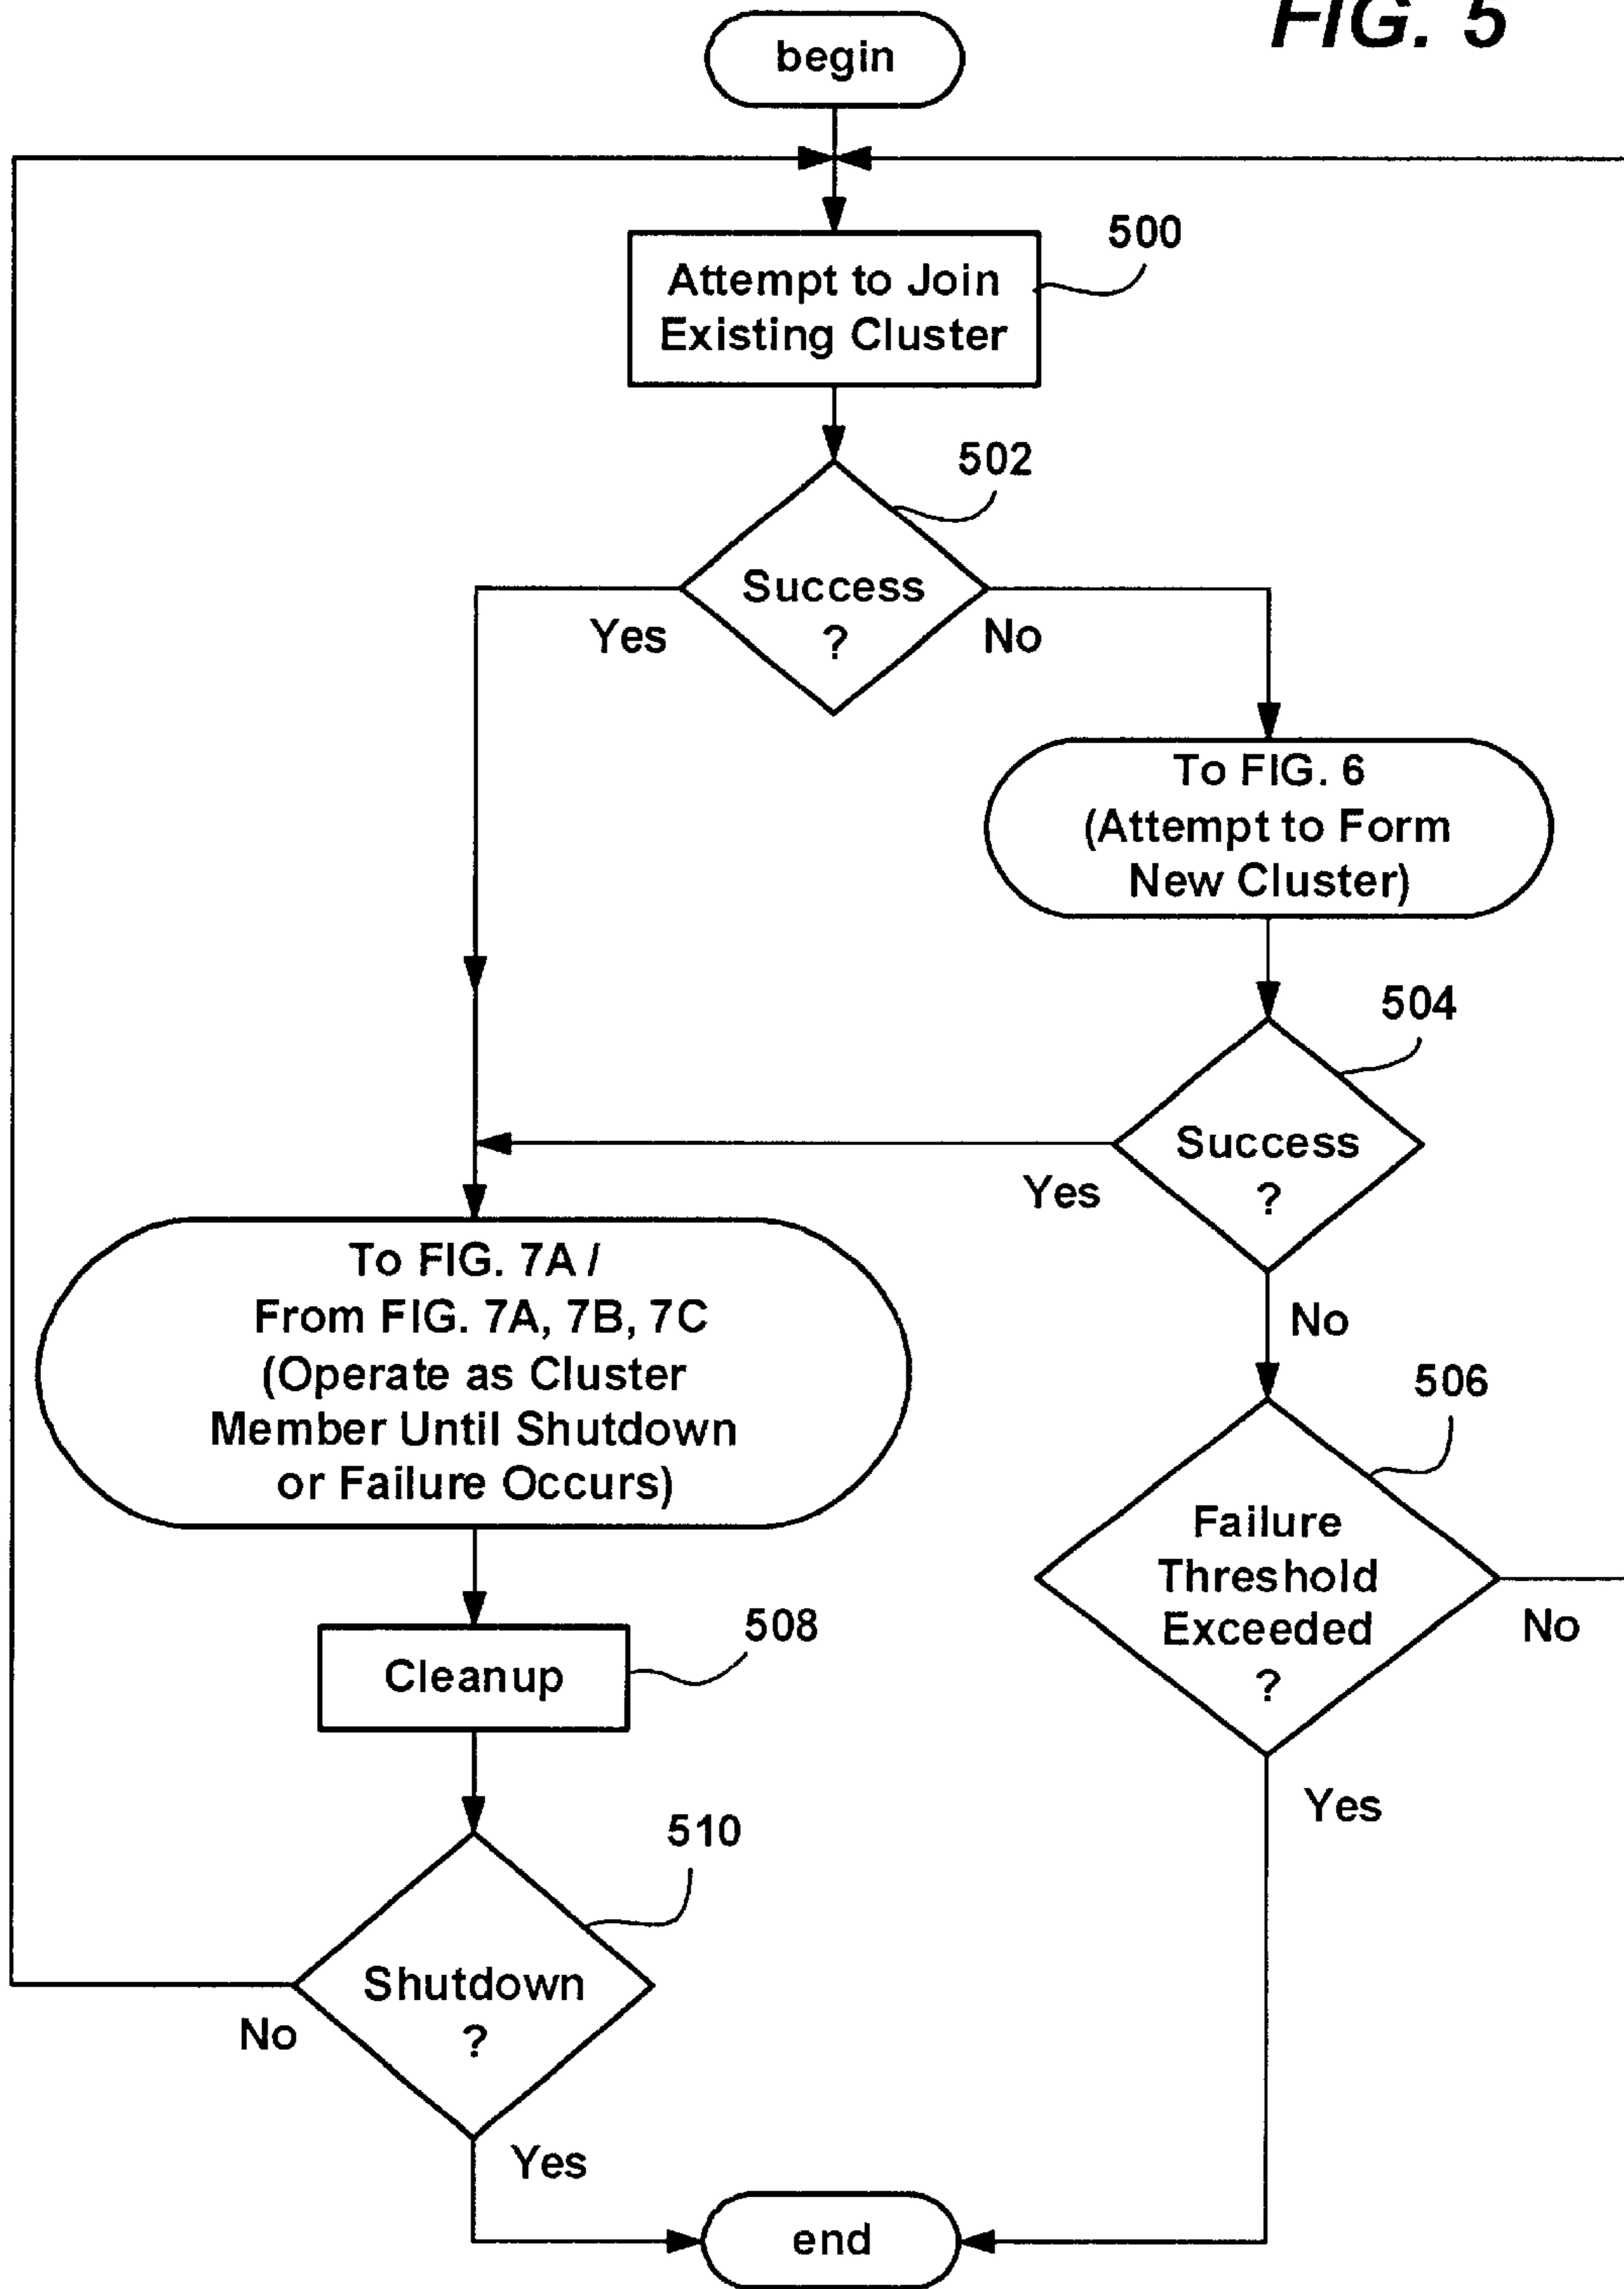 FIG. 5
begin
500
Attempt to Join
Existing Cluster
502
Success
?
Yes
No
To FIG. 6
(Attempt to Form
New Cluster)
504
Success
?
Yes
No
To FIG. 7A /
From FIG. 7A, 7B, 7C
(Operate as Cluster
Member Until Shutdown
or Failure Occurs)
506
Failure
Threshold
Exceeded
?
No
Yes
508
Cleanup
510
Shutdown
?
No
Yes
end